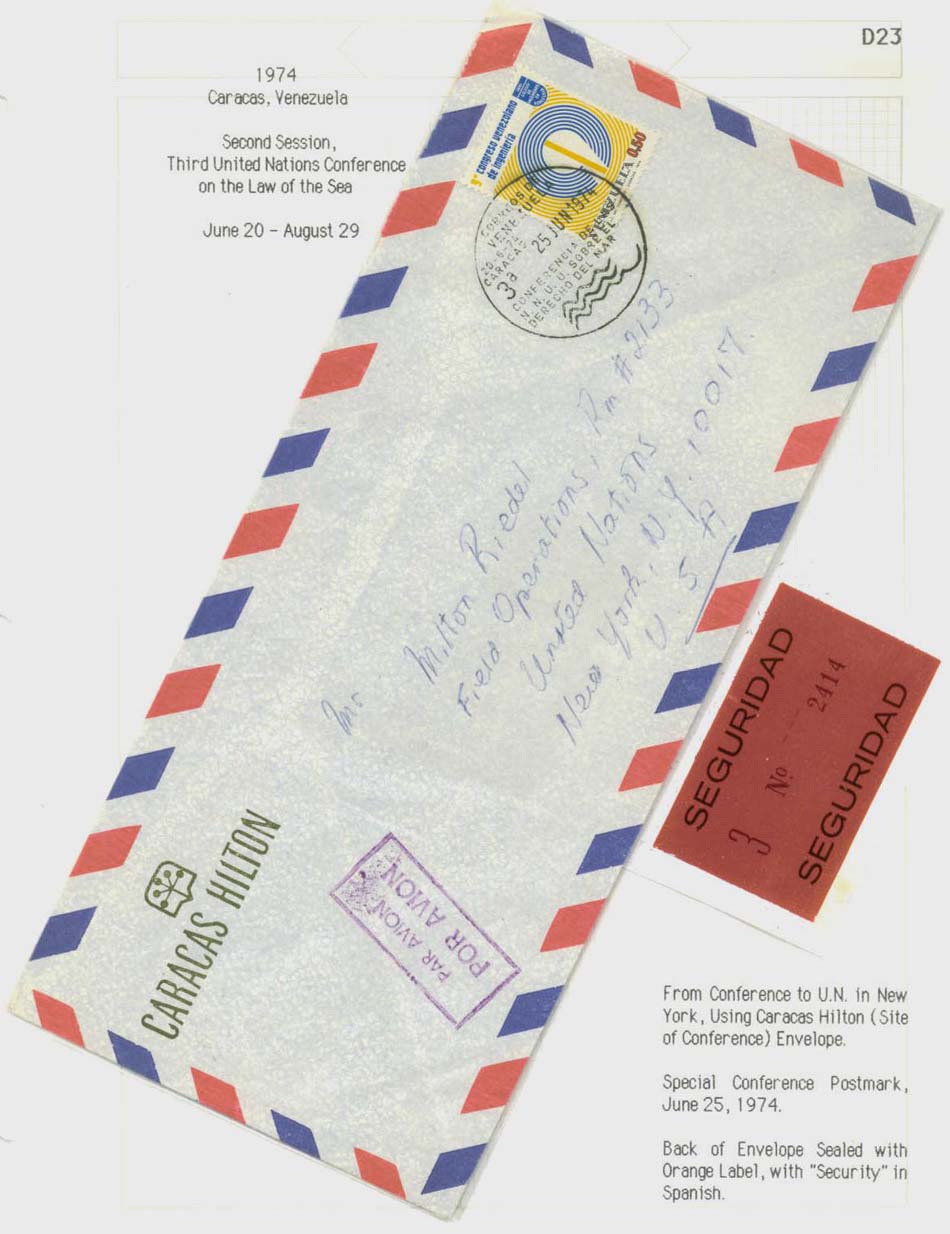 D23
1974
Caracas, Venezuela
Second Session,
Third United Nations Conference
on the Law of the Sea
June 20 - August 29
9º congreso venezolano
de ingeniería
VENEZUELA 0,50
CORREOS DE
VENEZUELA
CARACAS
3a
25 JUN 1974
CONFERENCIA DE LAS
N.N.U.U. SOBRE EL
DERECHO DEL MAR
Mr Milton Riedel
Field Operations, Rm #2133
United Nations
New York, N.Y. 10017.
U.S.A
CARACAS HILTON
PAR AVION
POR AVION
SEGURIDAD
3 Nº -- 2414
SEGURIDAD
From Conference to U.N. in New
York, Using Caracas Hilton (Site
of Conference) Envelope.
Special Conference Postmark,
June 25, 1974.
Back of Envelope Sealed with
Orange Label, with "Security" in
Spanish.